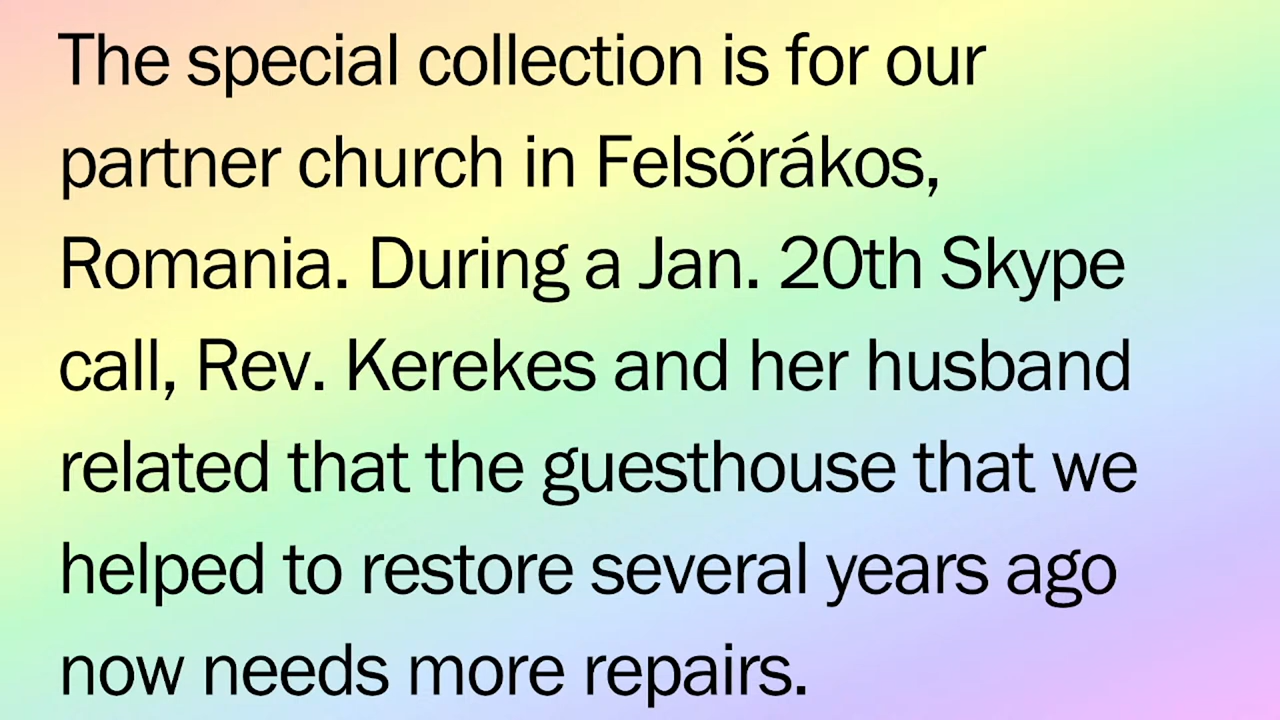 The special collection is for our
partner church in Felsőrákos,
Romania. During a Jan. 20th Skype
call, Rev. Kerekes and her husband
related that the guesthouse that we
helped to restore several years ago
now needs more repairs.